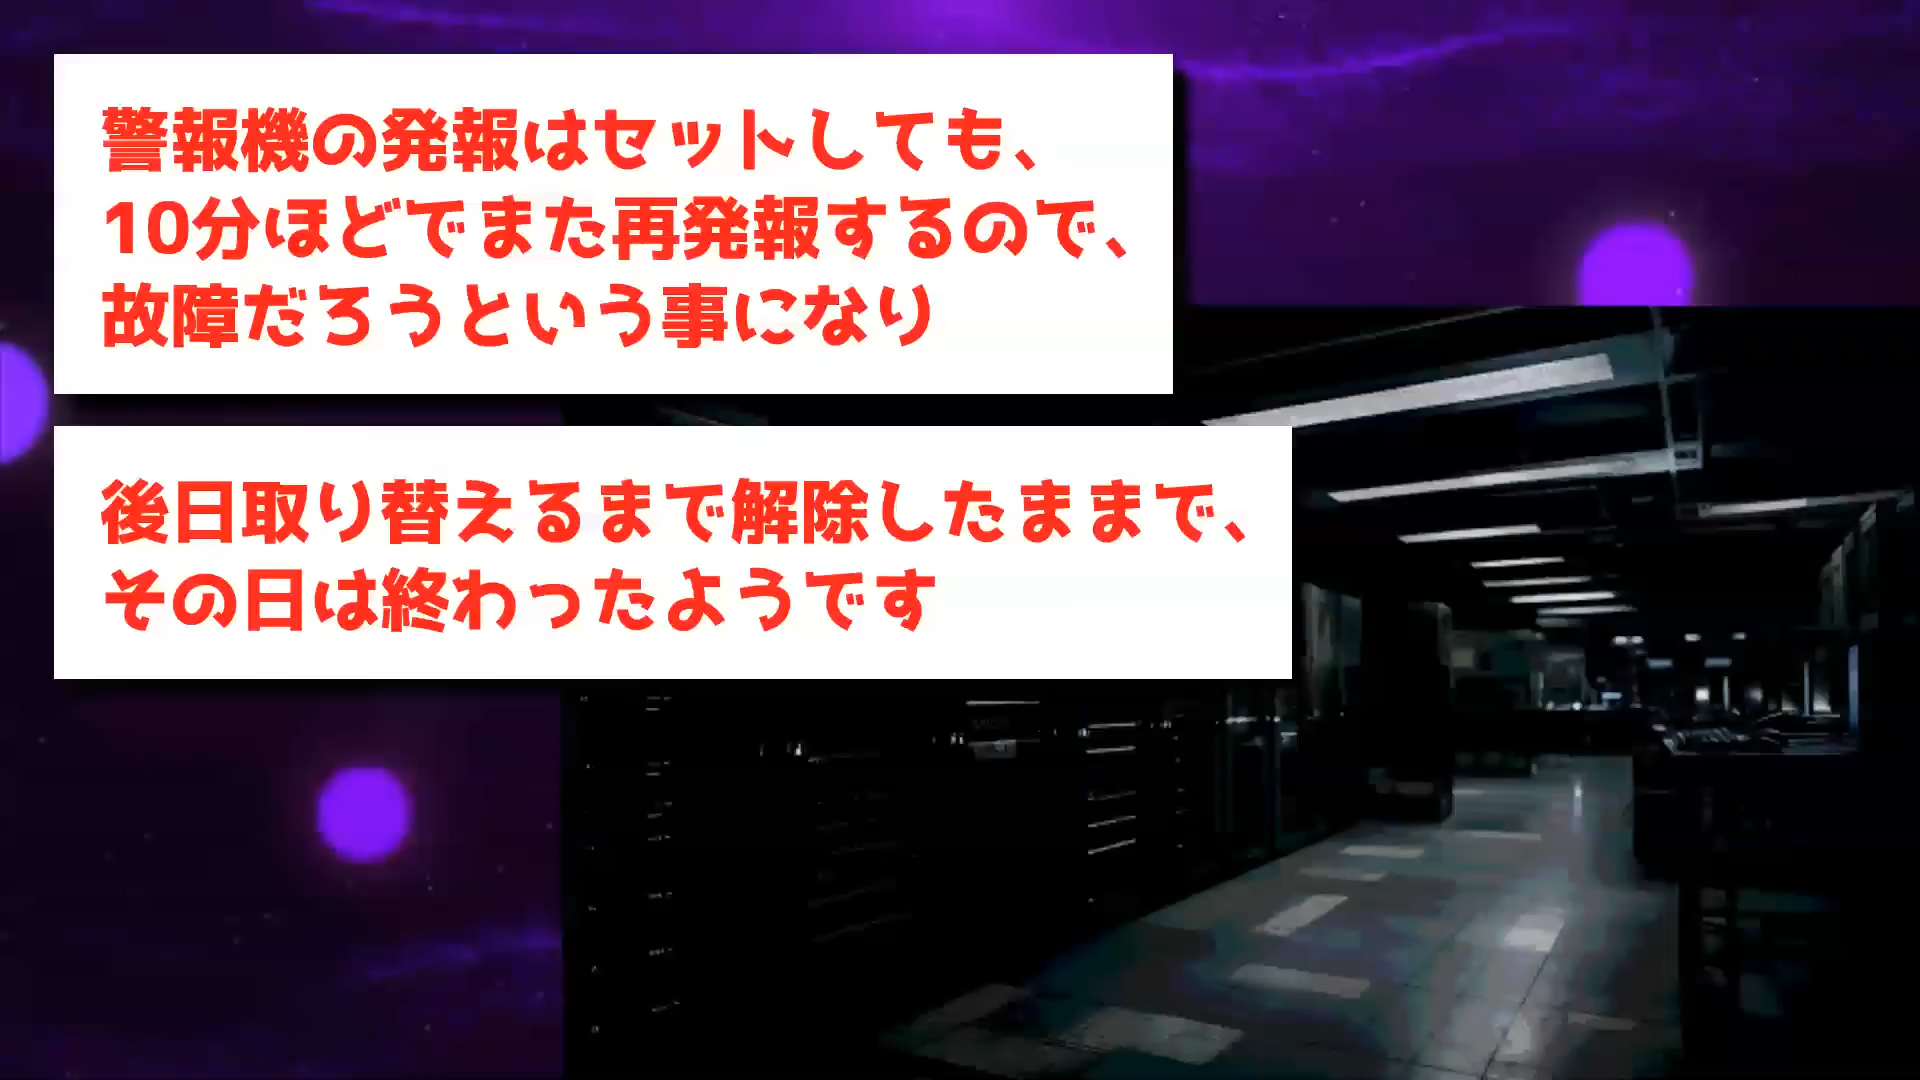 警報機の発報はセットしても、
10分ほどでまた再発報するので、
故障だろうという事になり
後日取り替えるまで解除したままで、
その日は終わったようです